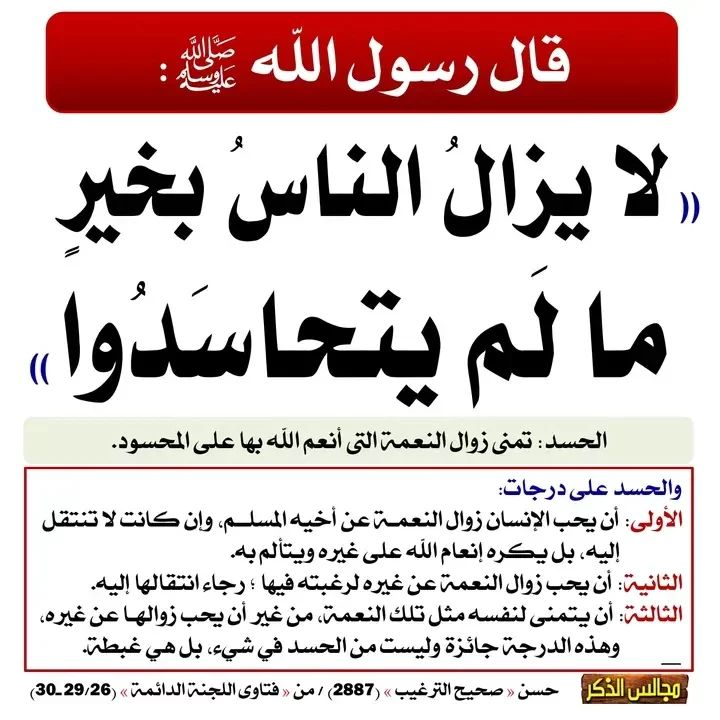 قال رسول الله ﷺ :
(( لا يزالُ الناسُ بخيرٍ
ما لَم يتحاسَدُوا ))
الحسد : تمنى زوال النعمة التى أنعم الله بها على المحسود.
والحسد على درجات:
الأولى: أن يحب الإنسان زوال النعمة عن أخيه المسلم، وإن كانت لا تنتقل
إليه، بل يكره إنعام الله على غيره ويتألم به.
الثانية: أن يحب زوال النعمة عن غيره لرغبته فيها ؛ رجاء انتقالها إليه.
الثالثة: أن يتمنى لنفسه مثل تلك النعمة، من غير أن يحب زوالها عن غيره،
وهذه الدرجة جائزة وليست من الحسد في شيء، بل هي غبطة.
مجالس الذكر حسن « صحيح الترغيب » (2887) / من « فتاوى اللجنة الدائمة » (29/26ـ30)